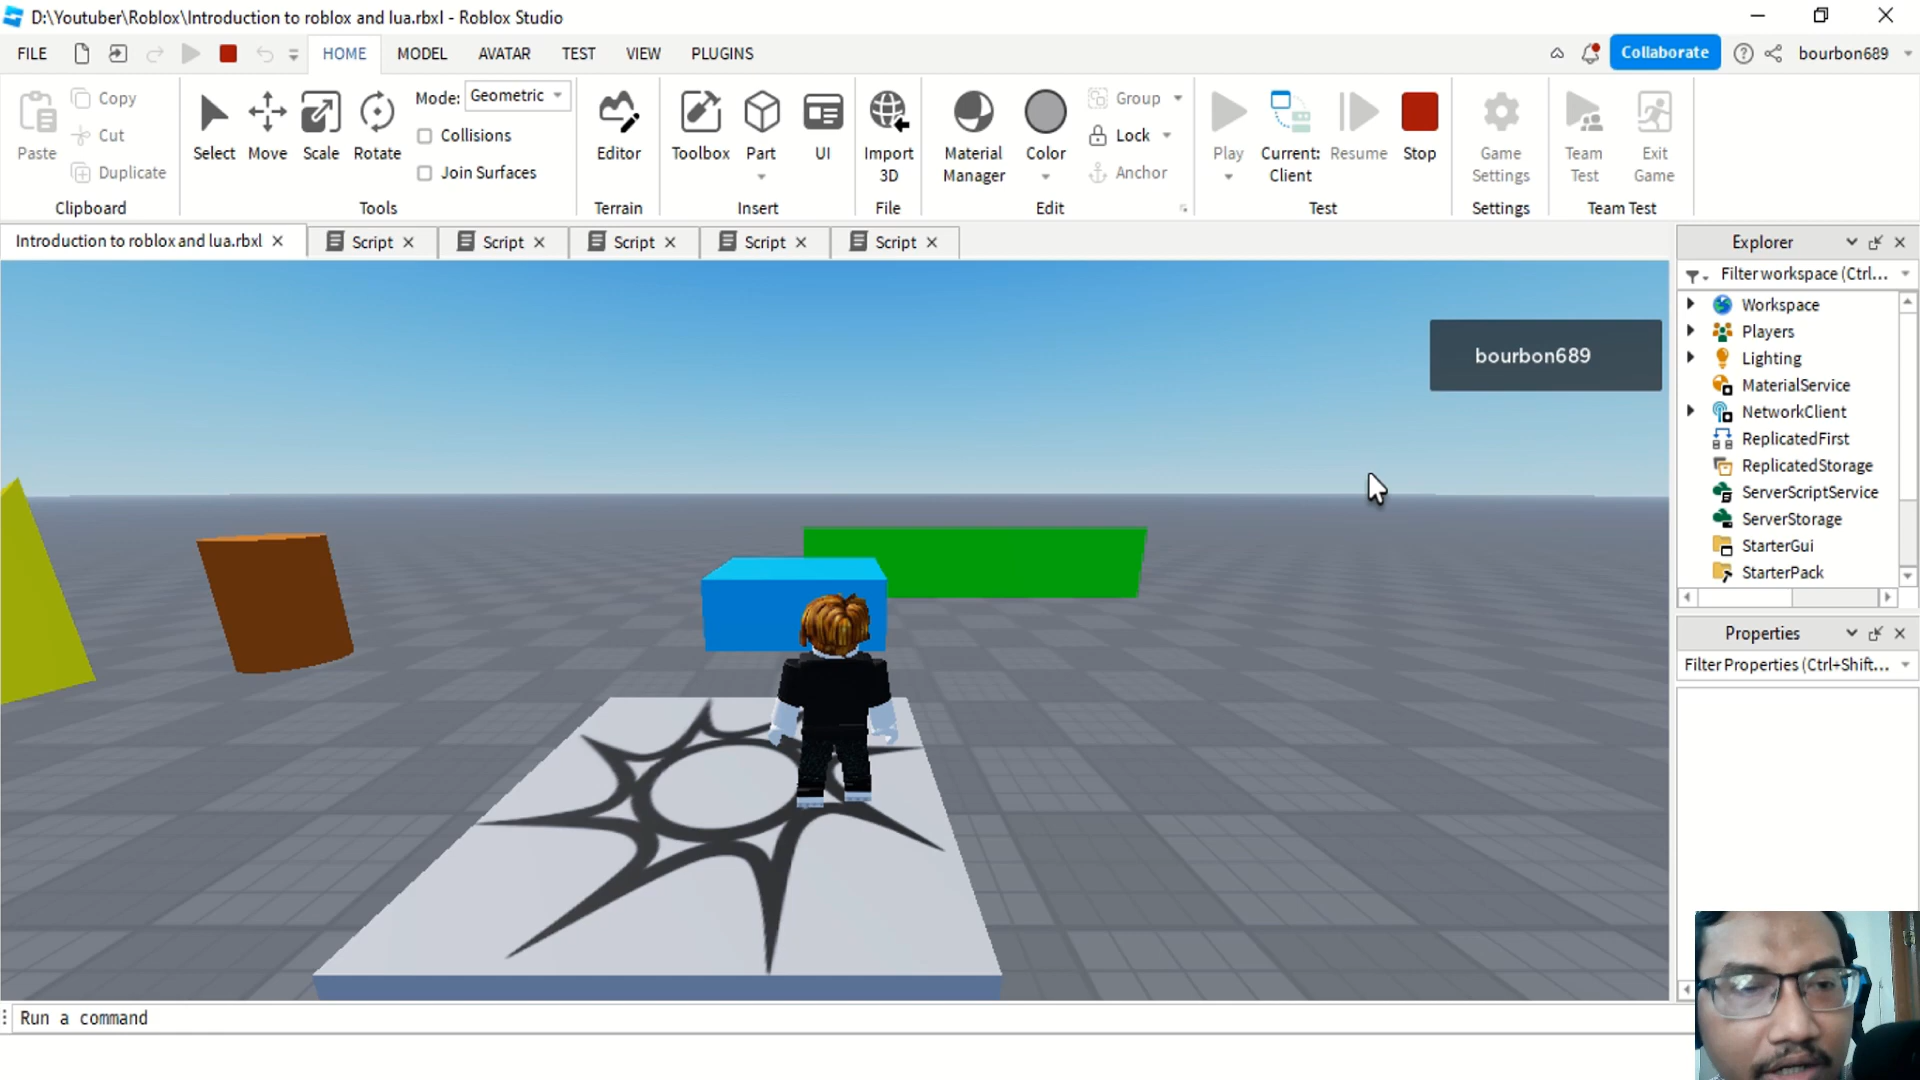 D:\Youtuber\Roblox\Introduction to roblox and lua.rbxl - Roblox Studio
FILE HOME MODEL AVATAR TEST VIEW PLUGINS Collaborate bourbon689
Paste Copy Cut Duplicate Clipboard
Select Move Scale Rotate Mode: Geometric Collisions Join Surfaces Tools
Editor Terrain
Toolbox Part UI Insert
Import 3D File
Material Manager Color Group Lock Anchor Edit
Play Current: Client Resume Stop Test
Game Settings Settings
Team Test Exit Game Team Test
Introduction to roblox and lua.rbxl Script Script Script Script Script
bourbon689
Explorer
Filter workspace (Ctrl...
Workspace
Players
Lighting
MaterialService
NetworkClient
ReplicatedFirst
ReplicatedStorage
ServerScriptService
ServerStorage
StarterGui
StarterPack
Properties
Filter Properties (Ctrl+Shift...
Run a command